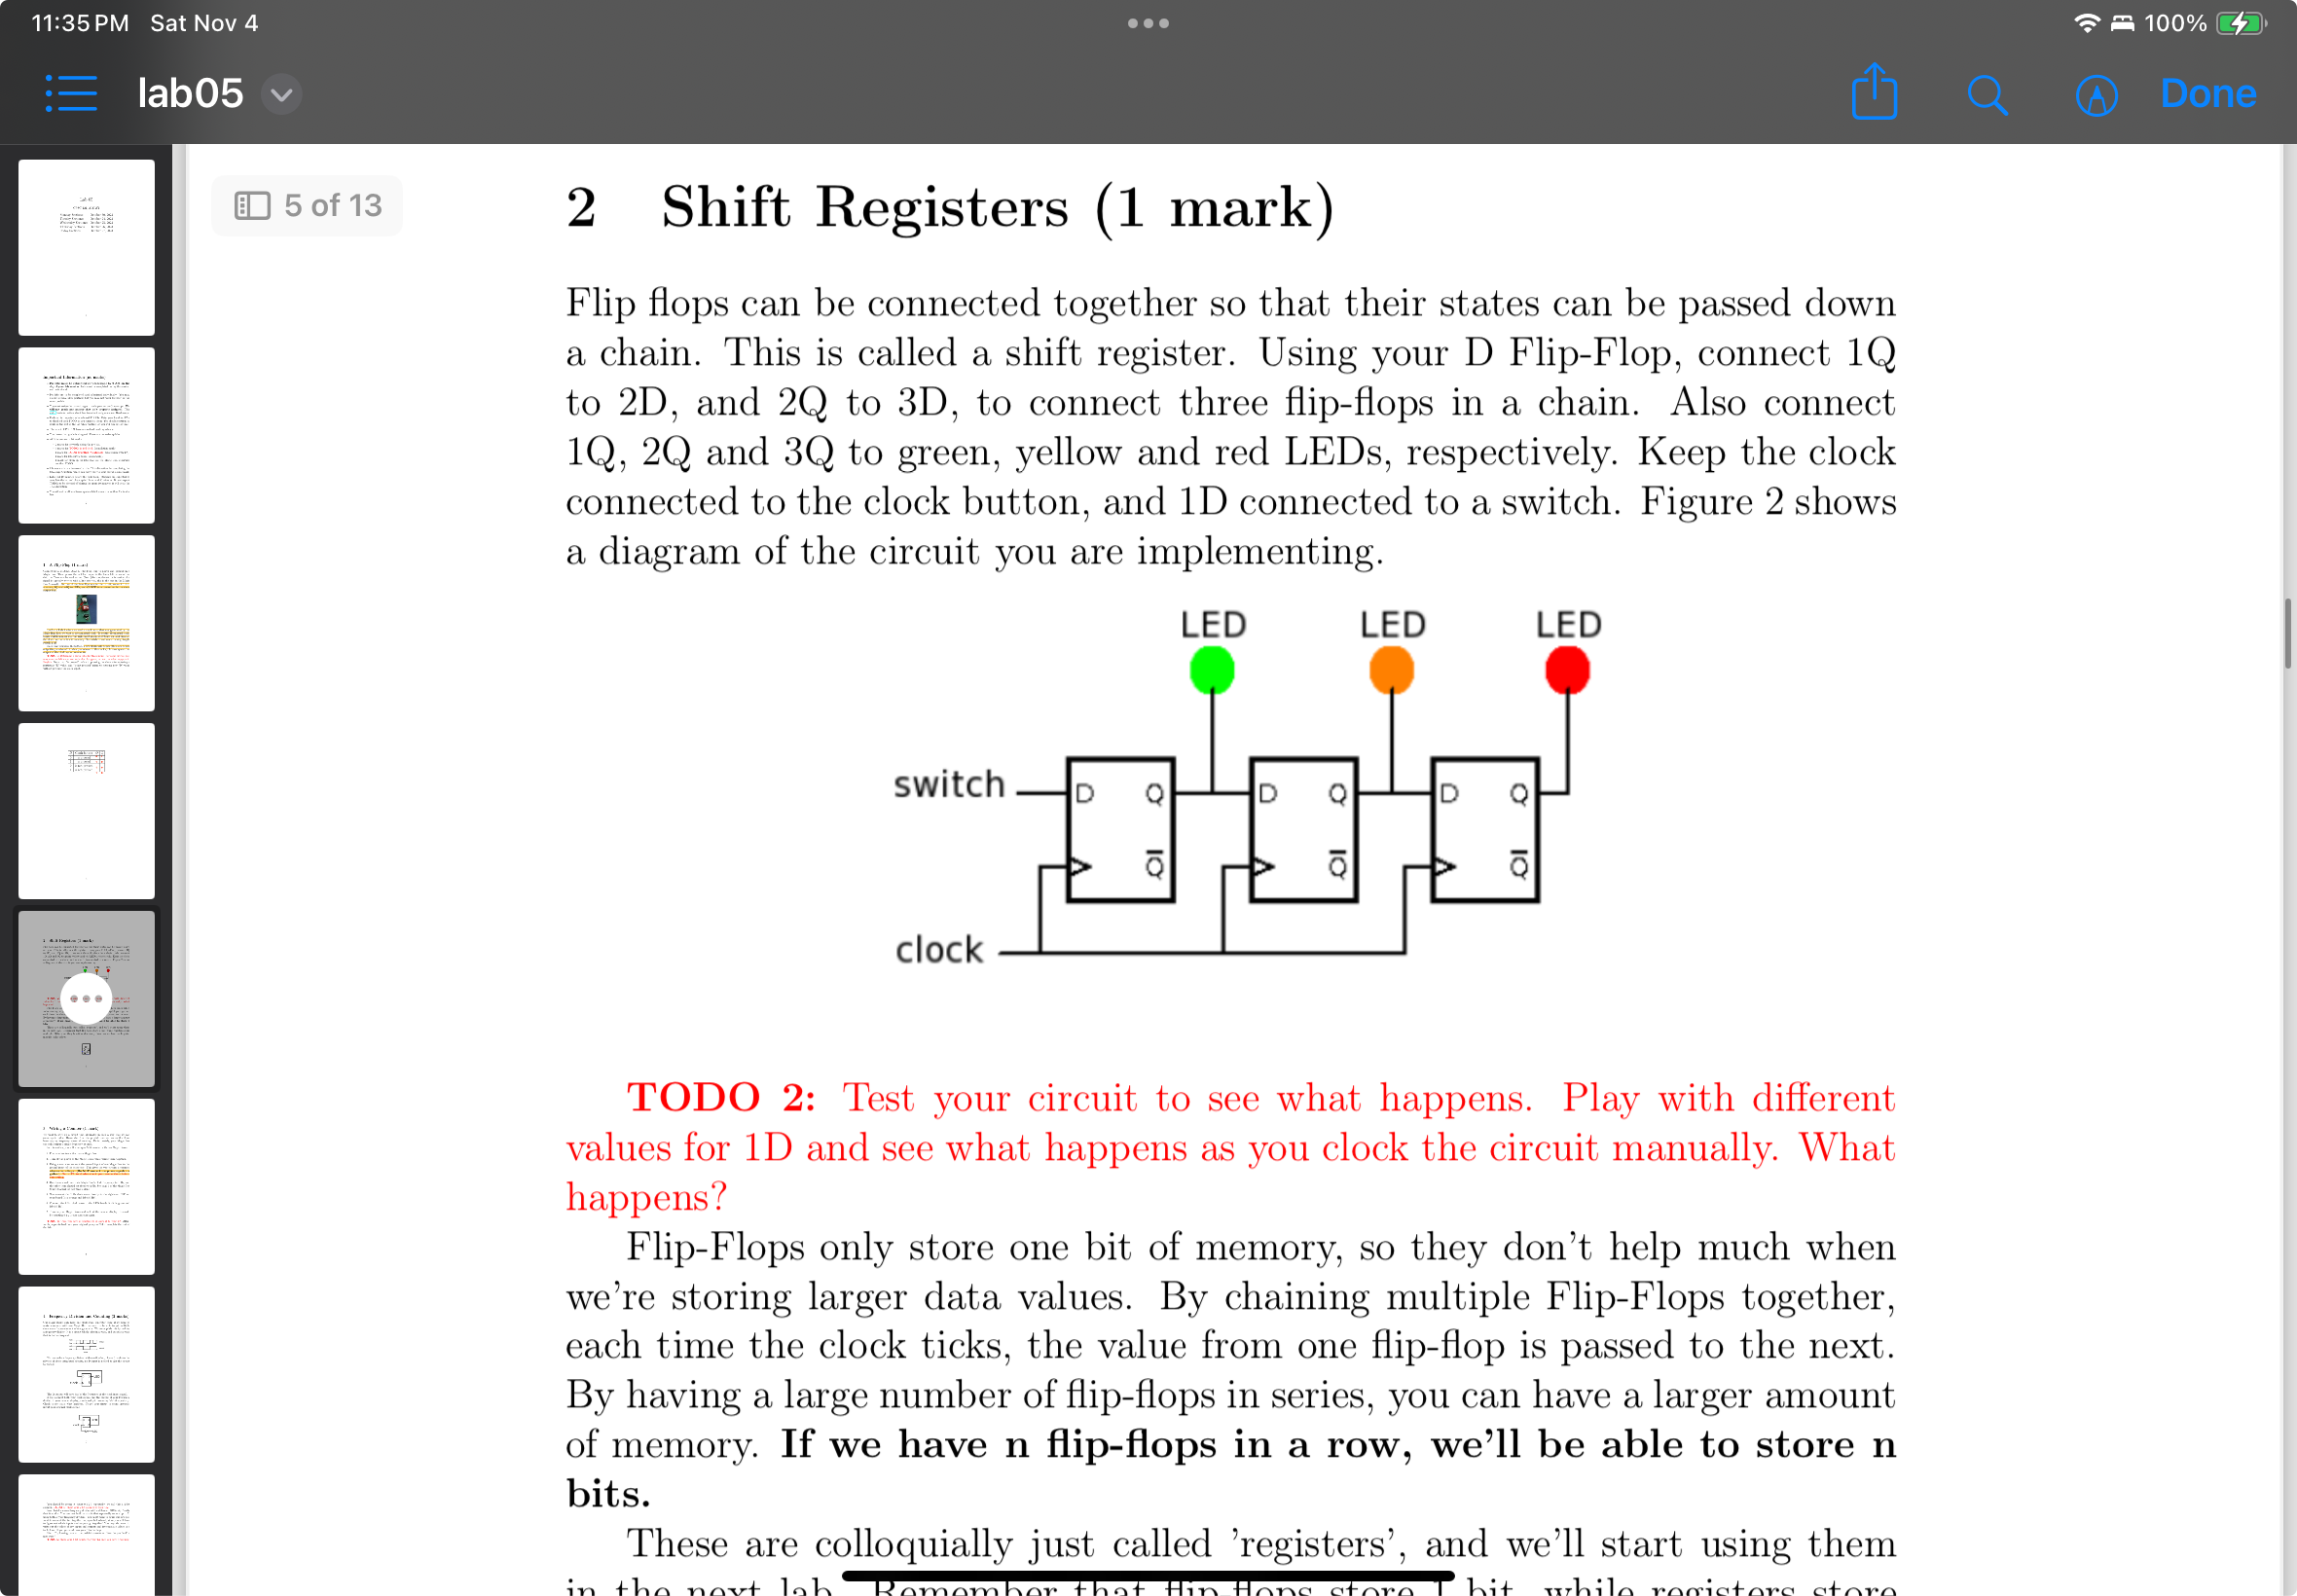 11:35 PM Sat Nov 4
100%
lab05
Done
5 of 13
2 Shift Registers (1 mark)
Flip flops can be connected together so that their states can be passed down
a chain. This is called a shift register. Using your D Flip-Flop, connect 1Q
to 2D, and 2Q to 3D, to connect three flip-flops in a chain. Also connect
1Q, 2Q and 3Q to green, yellow and red LEDs, respectively. Keep the clock
connected to the clock button, and 1D connected to a switch. Figure 2 shows
a diagram of the circuit you are implementing.
LED LED LED
switch D Q D Q D Q
Q̅ Q̅ Q̅
clock
TODO 2: Test your circuit to see what happens. Play with different
values for 1D and see what happens as you clock the circuit manually. What
happens?
Flip-Flops only store one bit of memory, so they don't help much when
we're storing larger data values. By chaining multiple Flip-Flops together,
each time the clock ticks, the value from one flip-flop is passed to the next.
By having a large number of flip-flops in series, you can have a larger amount
of memory. If we have n flip-flops in a row, we'll be able to store n
bits.
These are colloquially just called 'registers', and we'll start using them
in the next lab. Remember that flip-flops store 1 bit, while registers store